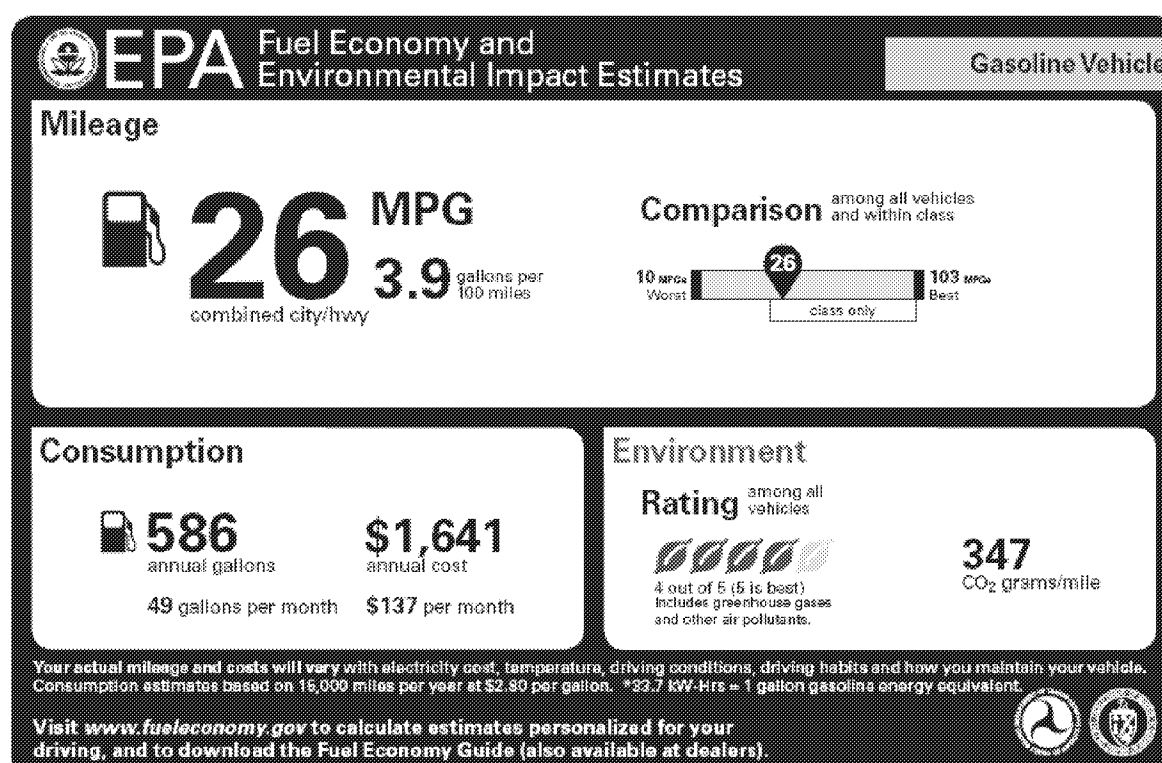 EPA Fuel Economy and
Environmental Impact Estimates
Gasoline Vehicle
Mileage
26 MPG
3.9 gallons per
100 miles
combined city/hwy
Comparison among all vehicles
and within class
26
10 MPGe
Worst
103 MPGe
Best
class only
Consumption
586
annual gallons
49 gallons per month
$1,641
annual cost
$137 per month
Environment
Rating among all
vehicles
4 out of 5 (5 is best)
Includes greenhouse gases
and other air pollutants.
347
CO2 grams/mile
Your actual mileage and costs will vary with electricity cost, temperature, driving conditions, driving habits and how you maintain your vehicle.
Consumption estimates based on 15,000 miles per year at $2.80 per gallon. *33.7 kW-Hrs = 1 gallon gasoline energy equivalent.
Visit www.fueleconomy.gov to calculate estimates personalized for your
driving, and to download the Fuel Economy Guide (also available at dealers).